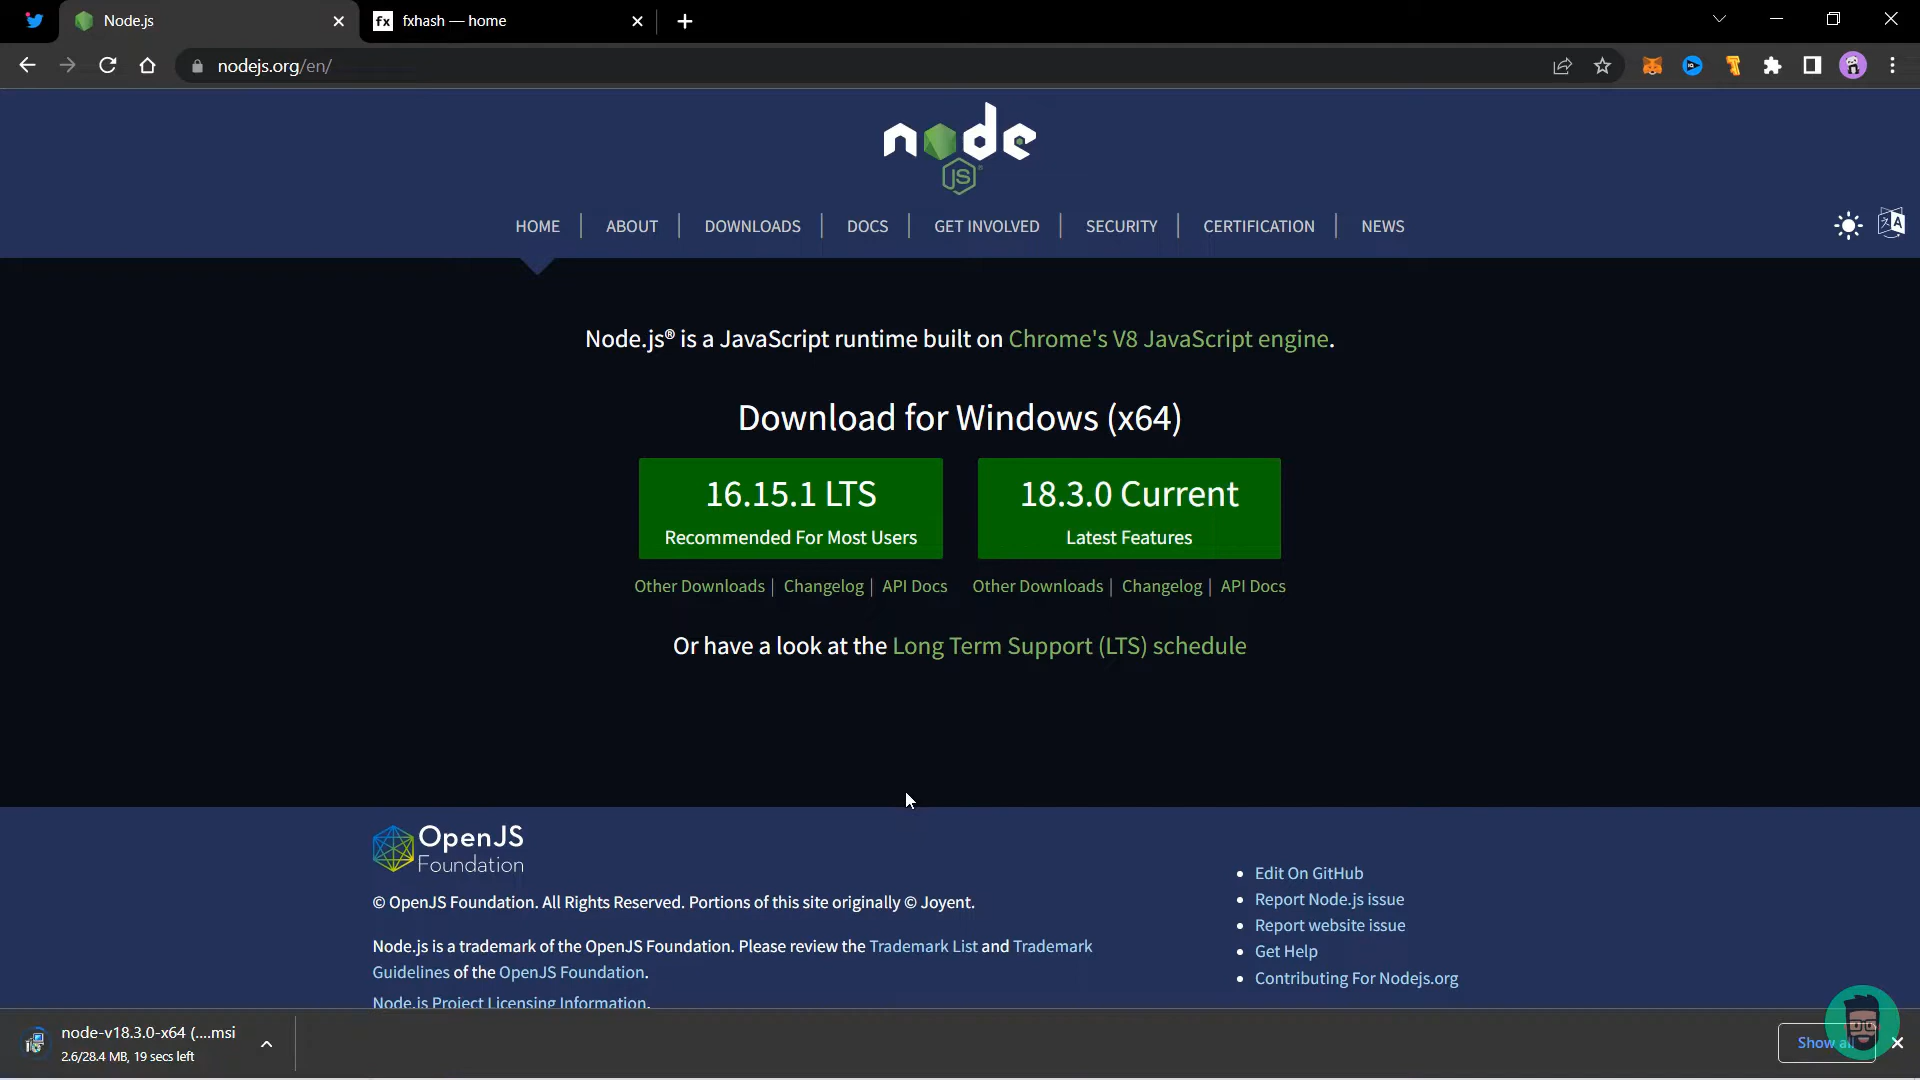 Node.js
fx fxhash — home
nodejs.org/en/
node
JS
HOME | ABOUT | DOWNLOADS | DOCS | GET INVOLVED | SECURITY | CERTIFICATION | NEWS
Node.js® is a JavaScript runtime built on Chrome's V8 JavaScript engine.
Download for Windows (x64)
16.15.1 LTS
Recommended For Most Users
18.3.0 Current
Latest Features
Other Downloads | Changelog | API Docs
Other Downloads | Changelog | API Docs
Or have a look at the Long Term Support (LTS) schedule
OpenJS
Foundation
© OpenJS Foundation. All Rights Reserved. Portions of this site originally © Joyent.
Node.js is a trademark of the OpenJS Foundation. Please review the Trademark List and Trademark
Guidelines of the OpenJS Foundation.
Node.js Project Licensing Information.
Edit On GitHub
Report Node.js issue
Report website issue
Get Help
Contributing For Nodejs.org
node-v18.3.0-x64 (....msi
2.6/28.4 MB, 19 secs left
Show